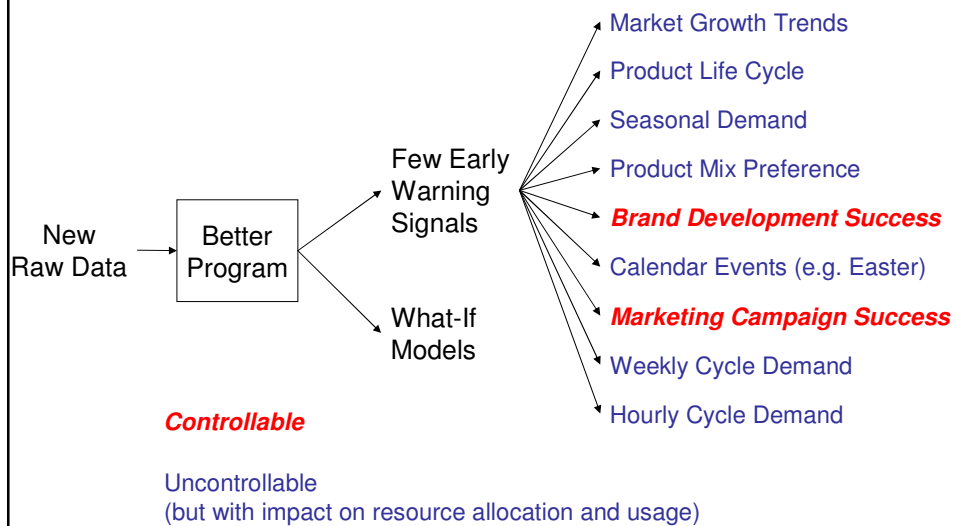 New
Raw Data
Better
Program
Few Early
Warning
Signals
What-If
Models
Market Growth Trends
Product Life Cycle
Seasonal Demand
Product Mix Preference
Brand Development Success
Calendar Events (e.g. Easter)
Marketing Campaign Success
Weekly Cycle Demand
Hourly Cycle Demand
Controllable
Uncontrollable
(but with impact on resource allocation and usage)